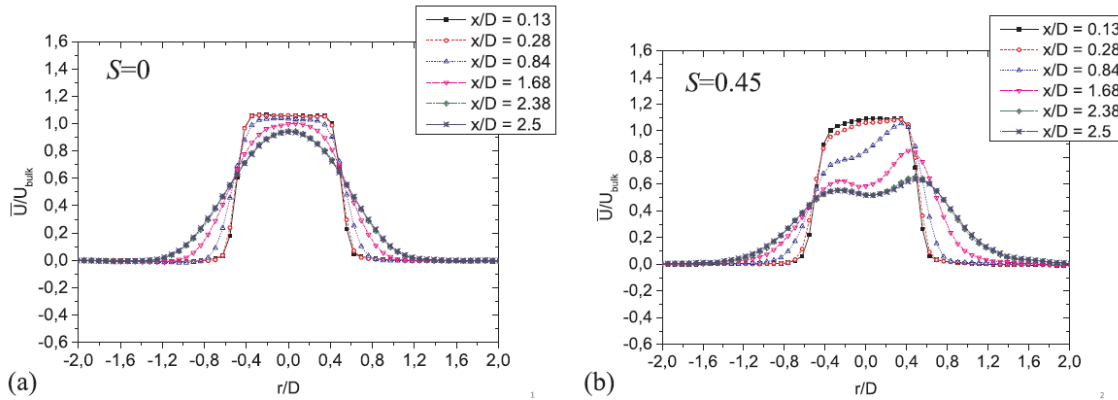 x/D = 0.13
x/D = 0.28
x/D = 0.84
x/D = 1.68
x/D = 2.38
x/D = 2.5
S=0
1,6
1,4
1,2
1,0
0,8
0,6
0,4
0,2
0,0
-0,2
-0,4
-0,6
U̅/U_bulk
-2,0 -1,6 -1,2 -0,8 -0,4 0,0 0,4 0,8 1,2 1,6 2,0
r/D
(a)
1
x/D = 0.13
x/D = 0.28
x/D = 0.84
x/D = 1.68
x/D = 2.38
x/D = 2.5
S=0.45
1,6
1,4
1,2
1,0
0,8
0,6
0,4
0,2
0,0
-0,2
-0,4
-0,6
U̅/U_bulk
-2,0 -1,6 -1,2 -0,8 -0,4 0,0 0,4 0,8 1,2 1,6 2,0
r/D
(b)
2